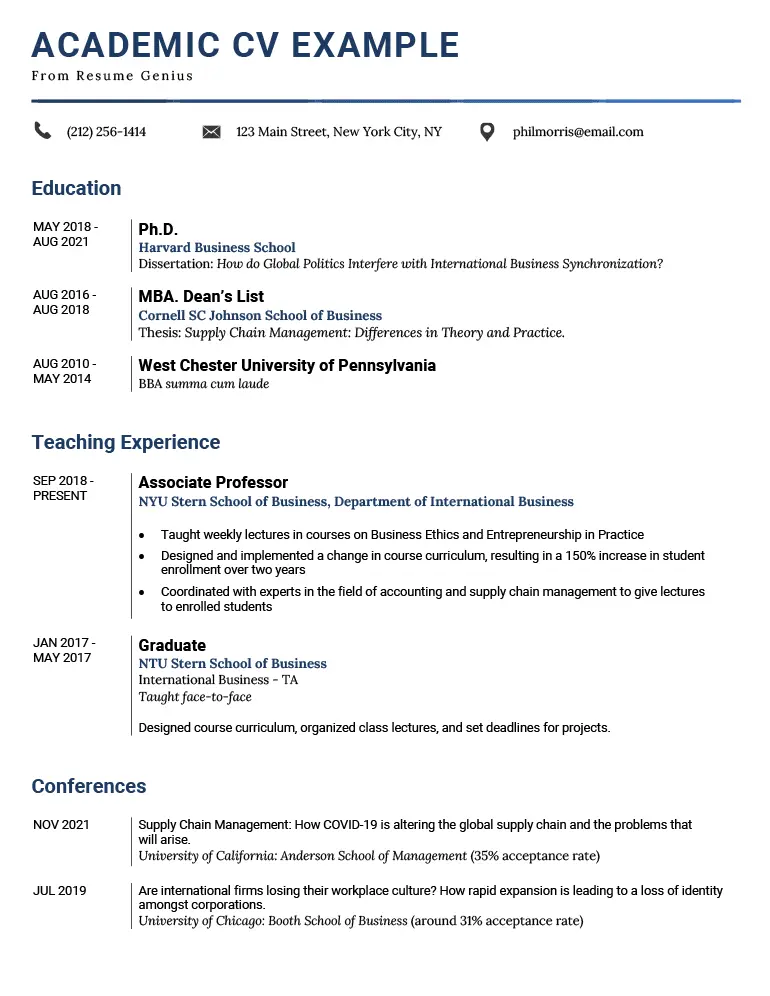 ACADEMIC CV EXAMPLE
From Resume Genius
(212) 256-1414 123 Main Street, New York City, NY philmorris@email.com
Education
MAY 2018 -
AUG 2021
Ph.D.
Harvard Business School
Dissertation: How do Global Politics Interfere with International Business Synchronization?
AUG 2016 -
AUG 2018
MBA. Dean’s List
Cornell SC Johnson School of Business
Thesis: Supply Chain Management: Differences in Theory and Practice.
AUG 2010 -
MAY 2014
West Chester University of Pennsylvania
BBA summa cum laude
Teaching Experience
SEP 2018 -
PRESENT
Associate Professor
NYU Stern School of Business, Department of International Business
• Taught weekly lectures in courses on Business Ethics and Entrepreneurship in Practice
• Designed and implemented a change in course curriculum, resulting in a 150% increase in student
enrollment over two years
• Coordinated with experts in the field of accounting and supply chain management to give lectures
to enrolled students
JAN 2017 -
MAY 2017
Graduate
NTU Stern School of Business
International Business - TA
Taught face-to-face
Designed course curriculum, organized class lectures, and set deadlines for projects.
Conferences
NOV 2021
Supply Chain Management: How COVID-19 is altering the global supply chain and the problems that
will arise.
University of California: Anderson School of Management (35% acceptance rate)
JUL 2019
Are international firms losing their workplace culture? How rapid expansion is leading to a loss of identity
amongst corporations.
University of Chicago: Booth School of Business (around 31% acceptance rate)